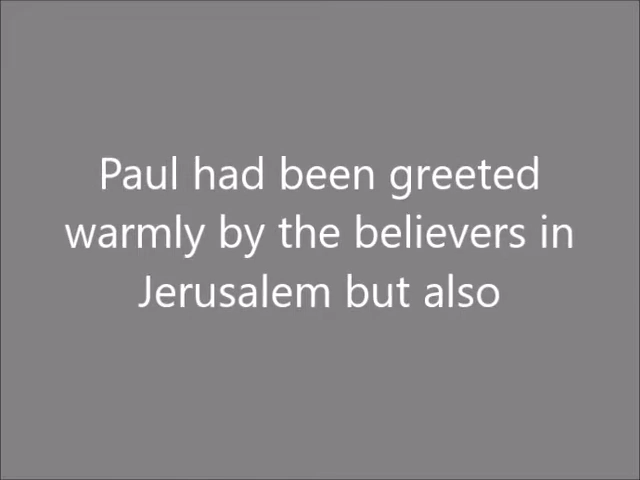 Paul had been greeted
warmly by the believers in
Jerusalem but also